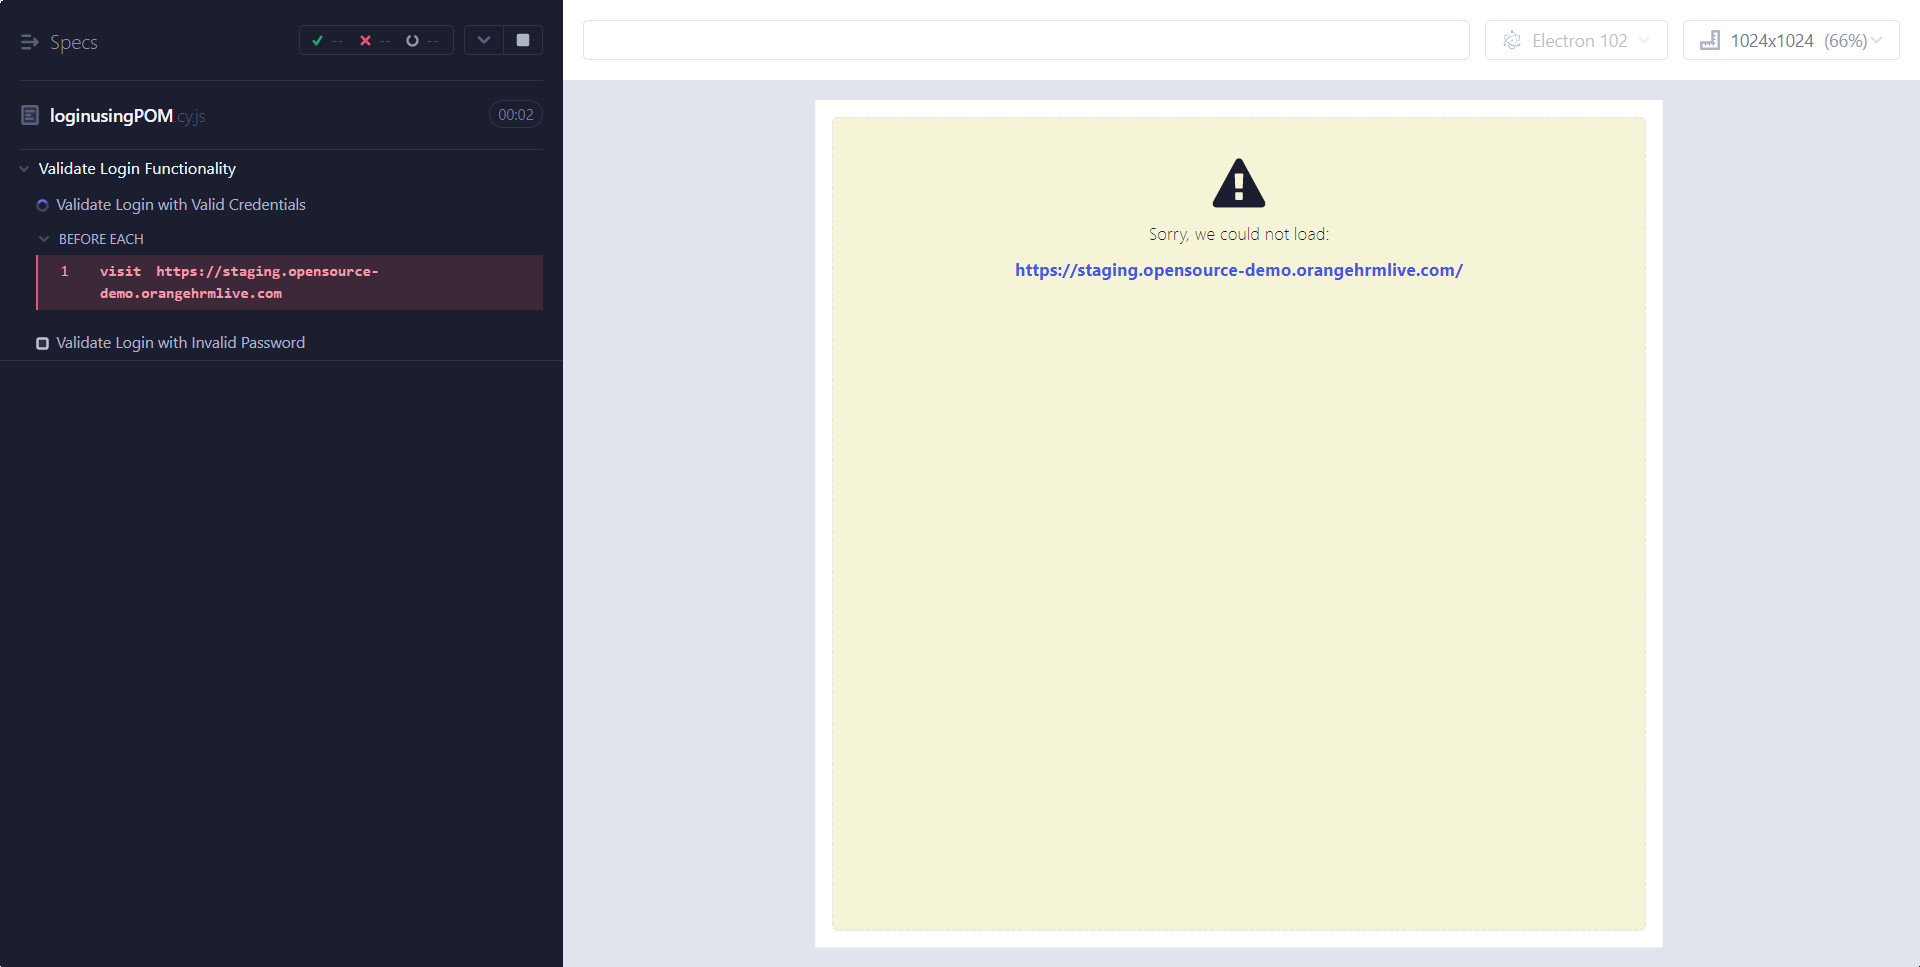 Specs
-- -- --
loginusingPOM.cy.js 00:02
Validate Login Functionality
Validate Login with Valid Credentials
BEFORE EACH
1 visit https://staging.opensource-
demo.orangehrmlive.com
Validate Login with Invalid Password
Electron 102
1024x1024 (66%)
Sorry, we could not load:
https://staging.opensource-demo.orangehrmlive.com/